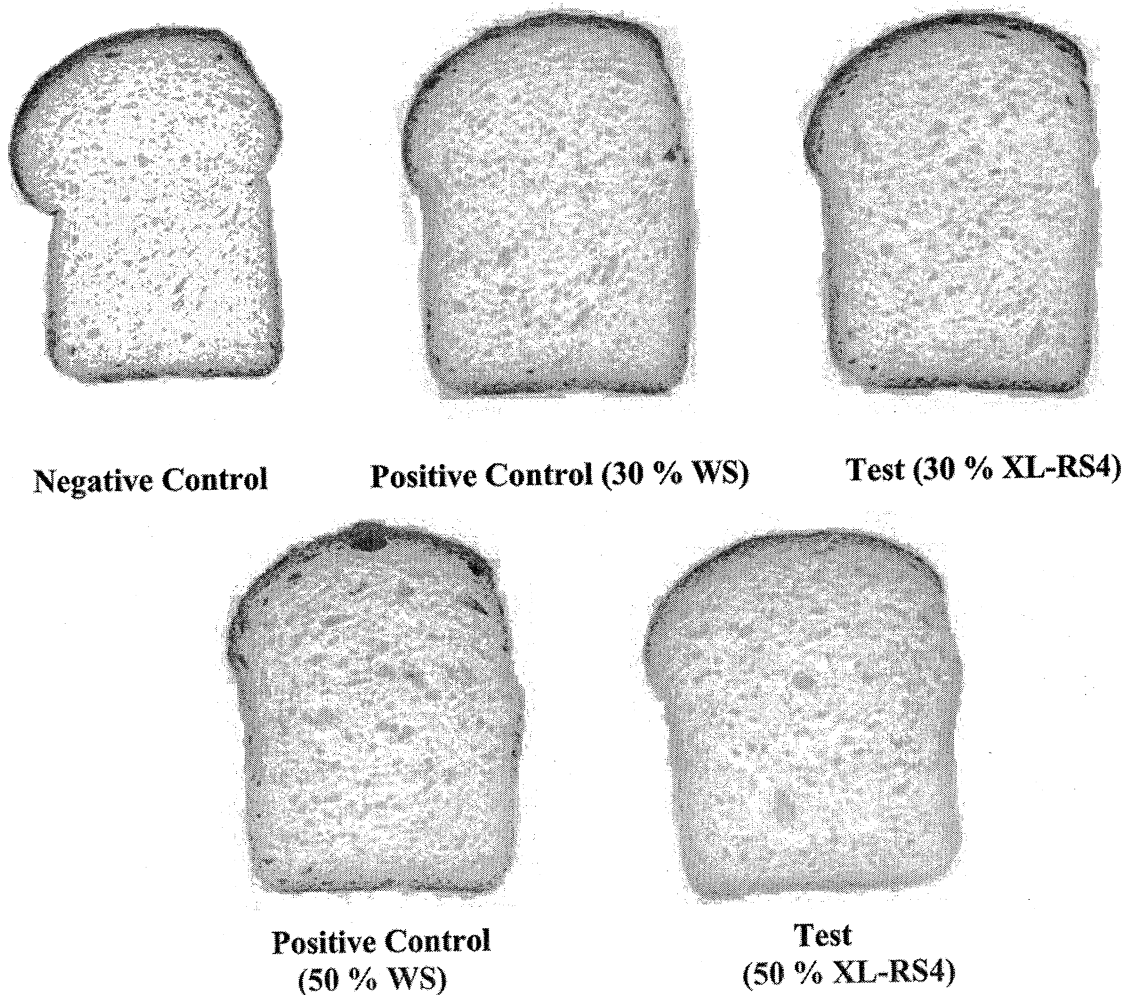 Negative Control
Positive Control (30 % WS)
Test (30 % XL-RS4)
Positive Control
(50 % WS)
Test
(50 % XL-RS4)